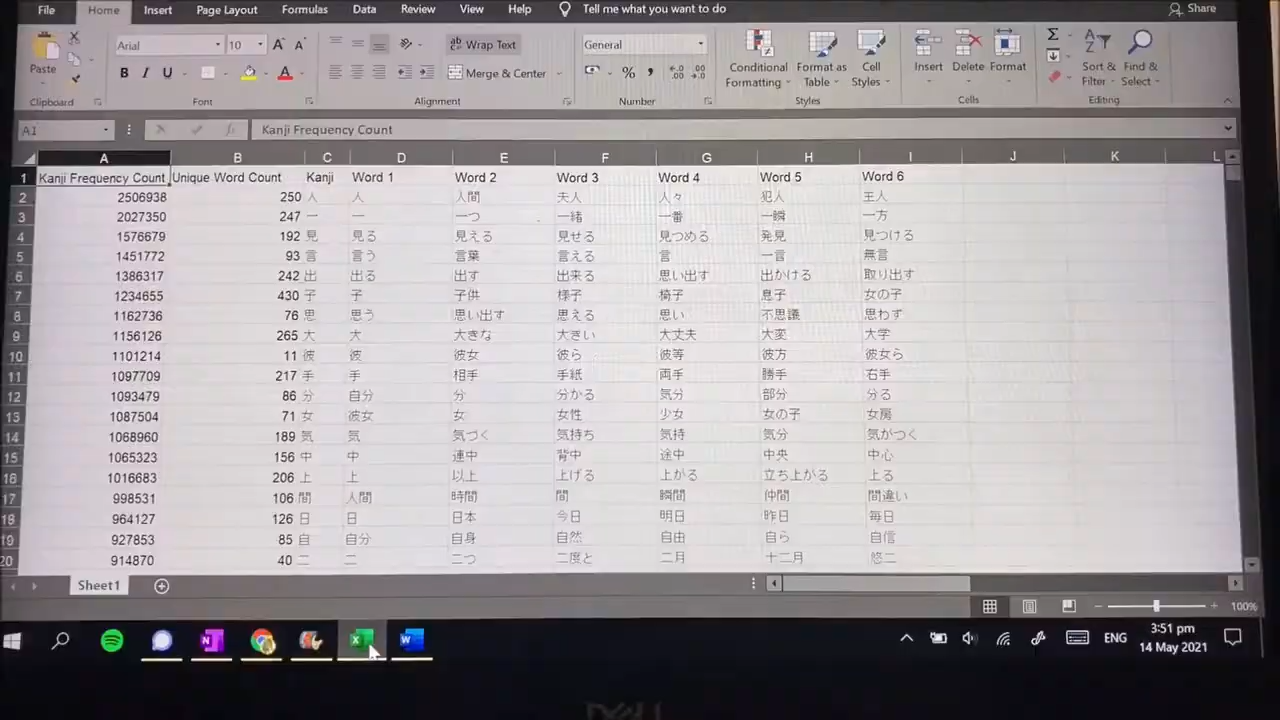 File Home Insert Page Layout Formulas Data Review View Help Tell me what you want to do Share
Arial 10 A A Wrap Text General
Paste B I U A Merge & Center % , Conditional Formatting Format as Table Cell Styles Insert Delete Format Sort & Filter Find & Select
Clipboard Font Alignment Number Styles Cells Editing
A1 fx Kanji Frequency Count
A B C D E F G H I J K L
1 Kanji Frequency Count Unique Word Count Kanji Word 1 Word 2 Word 3 Word 4 Word 5 Word 6
2 2506938 250 人 人 人間 夫人 人々 犯人 主人
3 2027350 247 一 一 一つ 一緒 一番 一瞬 一方
4 1576679 192 見 見る 見える 見せる 見つめる 発見 見つける
5 1451772 93 言 言う 言葉 言える 言 一言 無言
6 1386317 242 出 出る 出す 出来る 思い出す 出かける 取り出す
7 1234655 430 子 子 子供 様子 椅子 息子 女の子
8 1162736 76 思 思う 思い出す 思える 思い 不思議 思わず
9 1156126 265 大 大 大きな 大きい 大丈夫 大変 大学
10 1101214 11 彼 彼 彼女 彼ら 彼等 彼方 彼女ら
11 1097709 217 手 手 相手 手紙 両手 勝手 右手
12 1093479 86 分 自分 分 分かる 気分 部分 分る
13 1087504 71 女 彼女 女 女性 少女 女の子 女房
14 1068960 189 気 気 気づく 気持ち 気持 気分 気がつく
15 1065323 156 中 中 連中 背中 途中 中央 中心
16 1016683 206 上 上 以上 上げる 上がる 立ち上がる 上る
17 998531 106 間 人間 時間 間 瞬間 仲間 間違い
18 964127 126 日 日 日本 今日 明日 昨日 毎日
19 927853 85 自 自分 自身 自然 自由 自ら 自信
20 914870 40 二 二 二つ 二度と 二月 十二月 悠二
Sheet1
100%
ENG 3:51 pm
14 May 2021
DELL